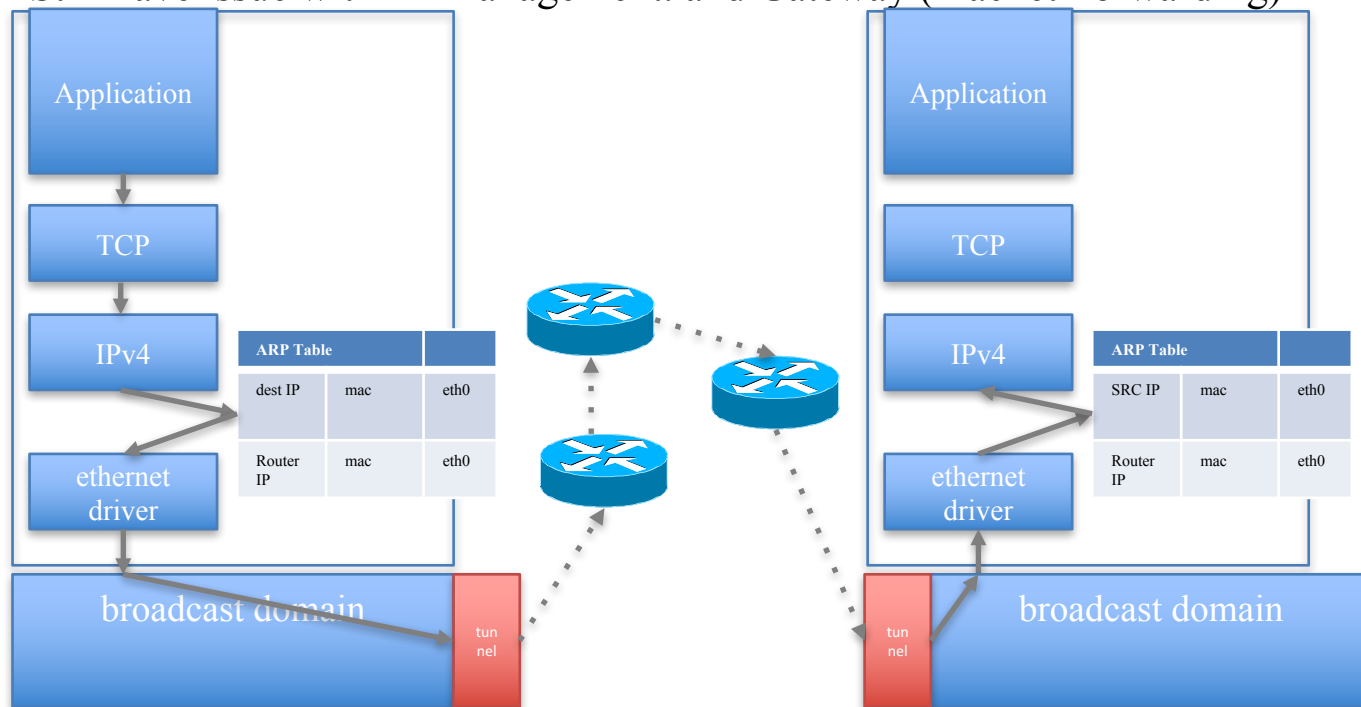 and Gateway (
Application
TCP
IPv4
ARP Table
dest IP mac eth0
Router
IP
mac eth0
ethernet
driver
broadcast domain
tun
nel
Application
TCP
IPv4
ARP Table
SRC IP mac eth0
Router
IP
mac eth0
ethernet
driver
tun
nel
broadcast domain